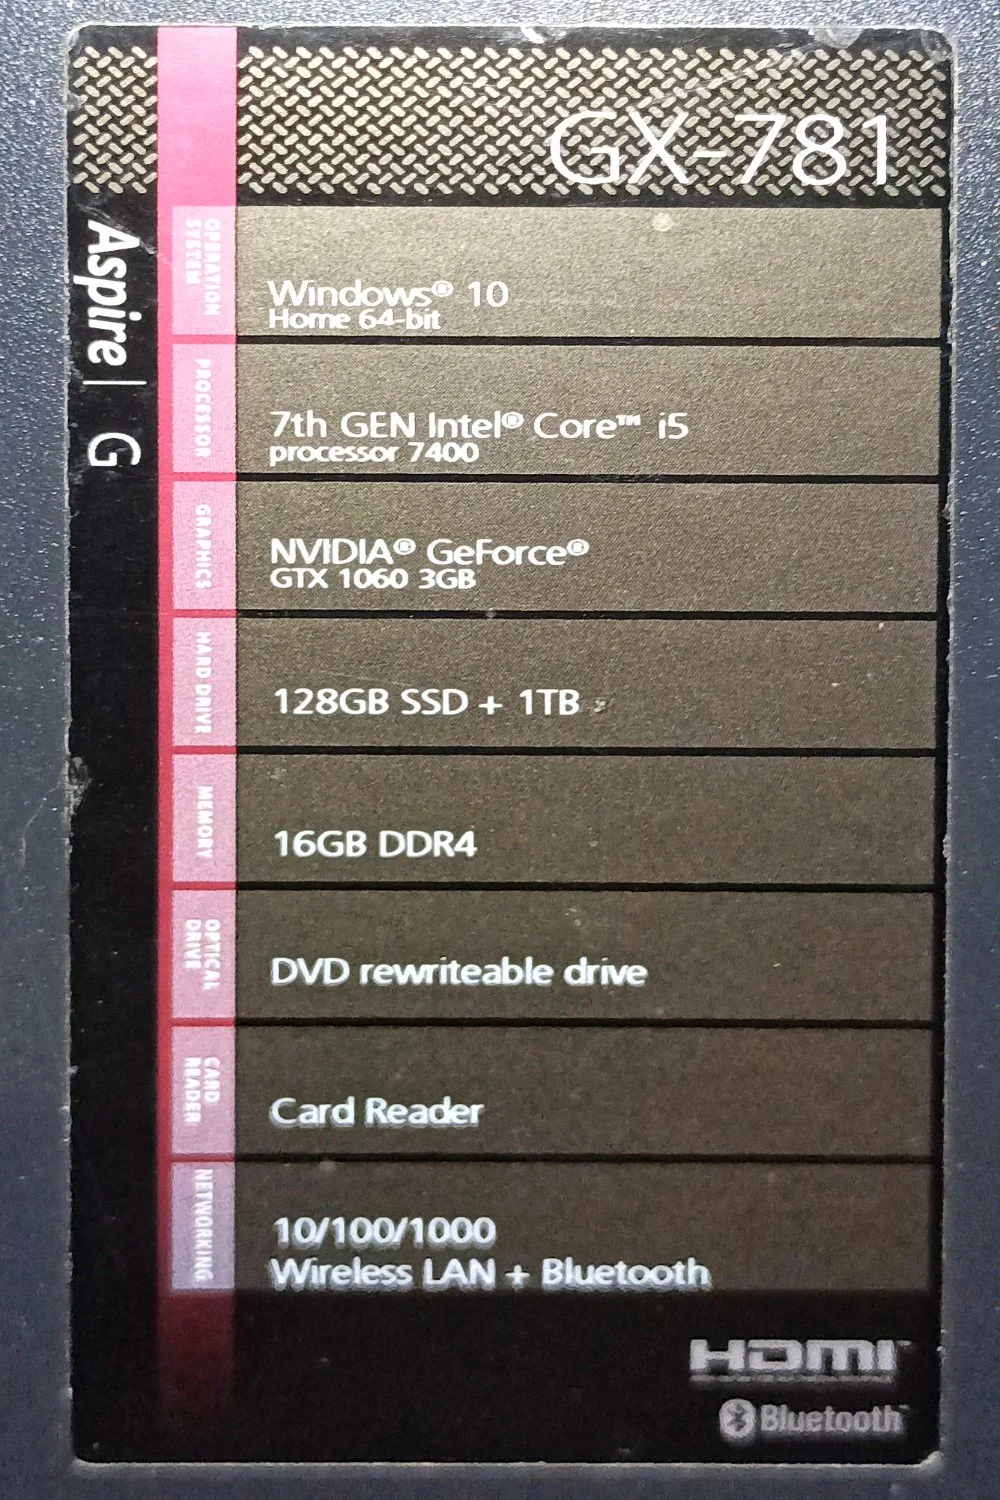 GX-781
Aspire | G
OPERATION
SYSTEM
Windows® 10
Home 64-bit
PROCESSOR
7th GEN Intel® Core™ i5
processor 7400
GRAPHICS
NVIDIA® GeForce®
GTX 1060 3GB
HARD DRIVE
128GB SSD + 1TB
MEMORY
16GB DDR4
OPTICAL
DRIVE
DVD rewriteable drive
CARD
READER
Card Reader
NETWORKING
10/100/1000
Wireless LAN + Bluetooth
HDMI™
Bluetooth™